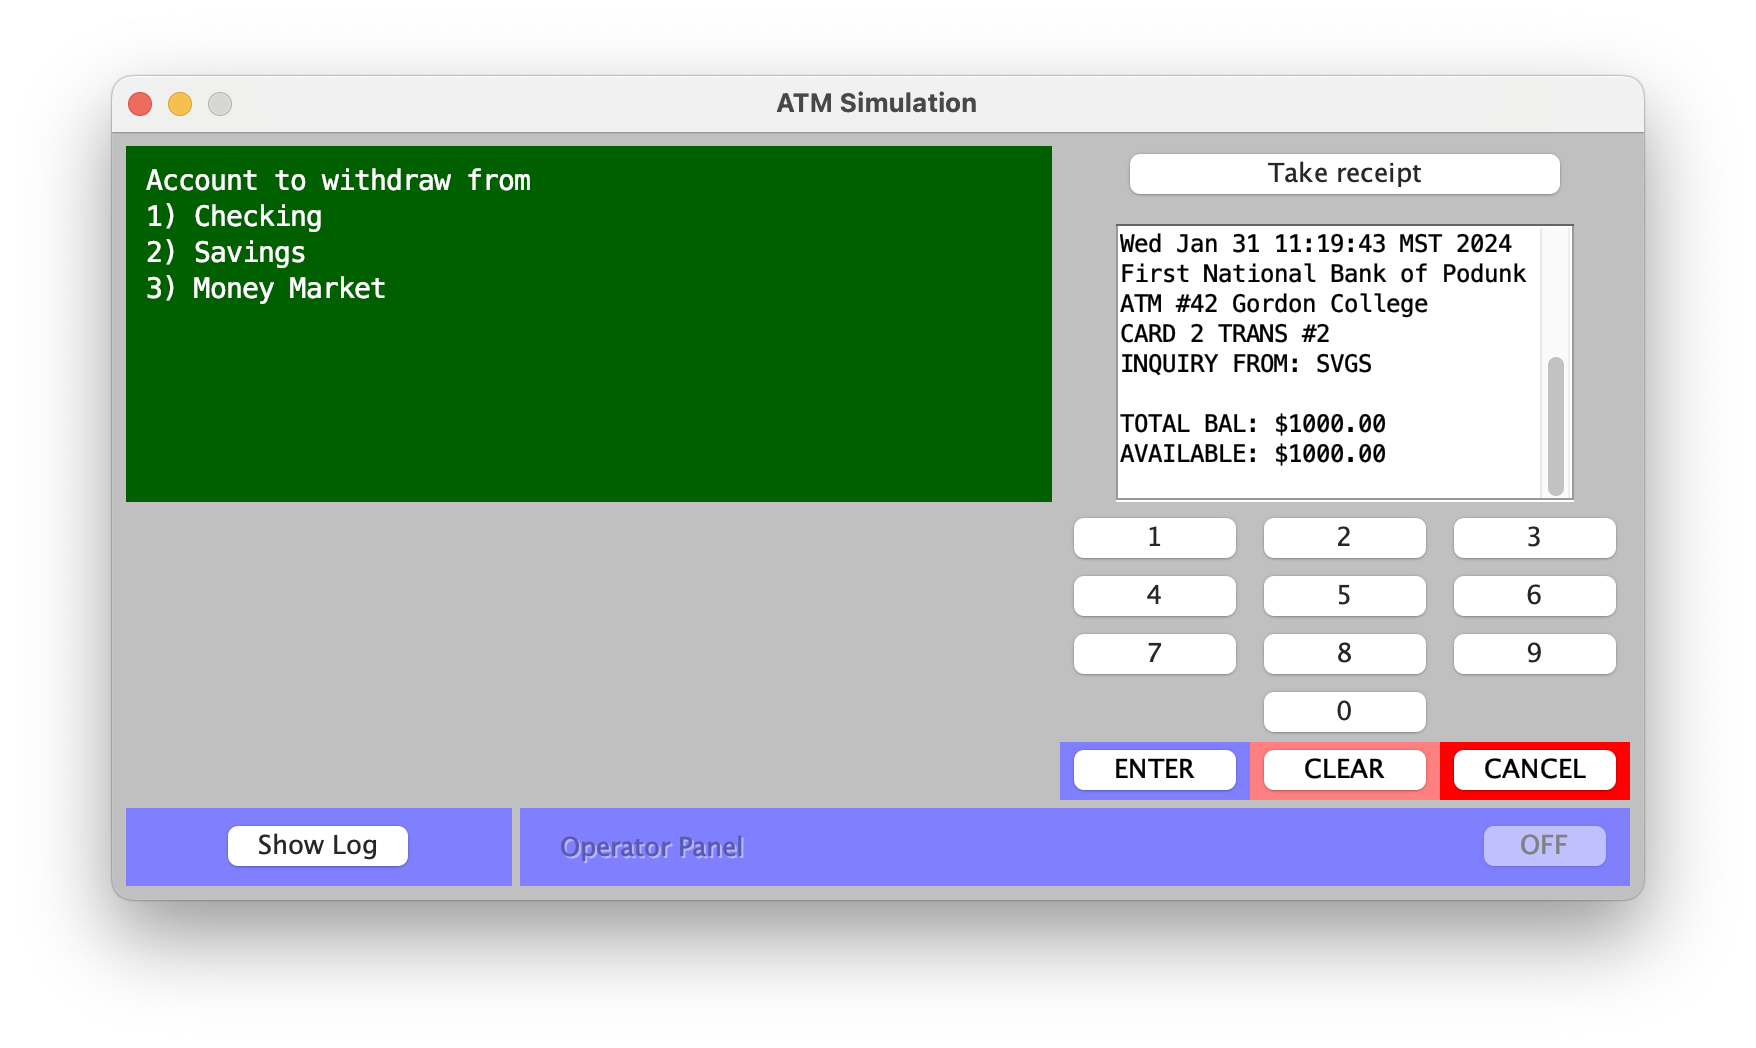 ATM Simulation
Account to withdraw from
1) Checking
2) Savings
3) Money Market
Take receipt
Wed Jan 31 11:19:43 MST 2024
First National Bank of Podunk
ATM #42 Gordon College
CARD 2 TRANS #2
INQUIRY FROM: SVGS
TOTAL BAL: $1000.00
AVAILABLE: $1000.00
1 2 3
4 5 6
7 8 9
0
ENTER CLEAR CANCEL
Show Log Operator Panel OFF